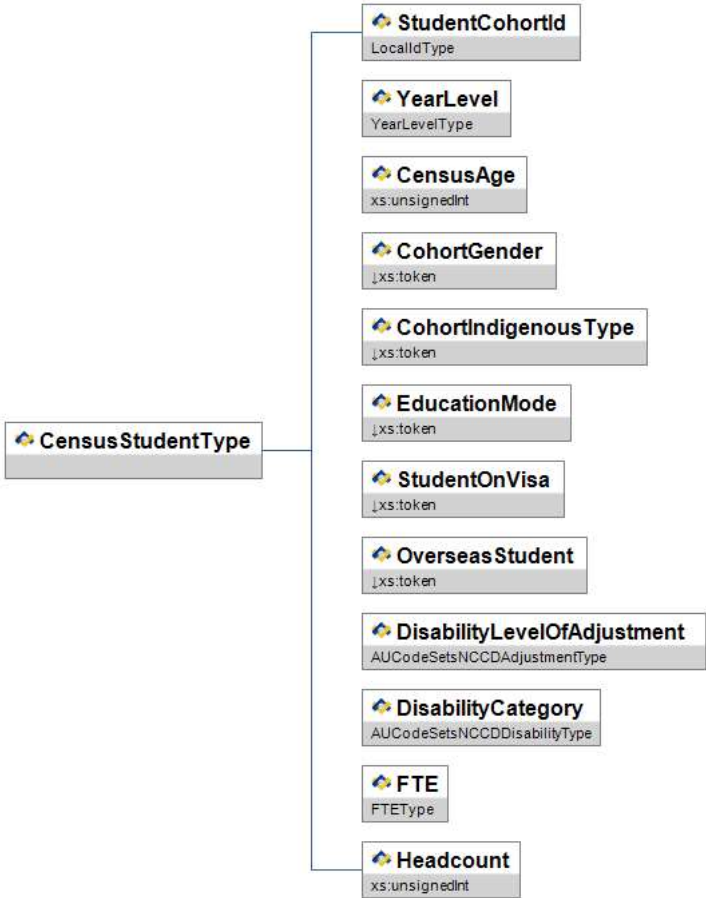 StudentCohortId
LocalIdType
YearLevel
YearLevelType
CensusAge
xs:unsignedInt
CohortGender
↓xs:token
CohortIndigenousType
↓xs:token
CensusStudentType
EducationMode
↓xs:token
StudentOnVisa
↓xs:token
OverseasStudent
↓xs:token
DisabilityLevelOfAdjustment
AUCodeSetsNCCDAdjustmentType
DisabilityCategory
AUCodeSetsNCCDDisabilityType
FTE
FTEType
Headcount
xs:unsignedInt